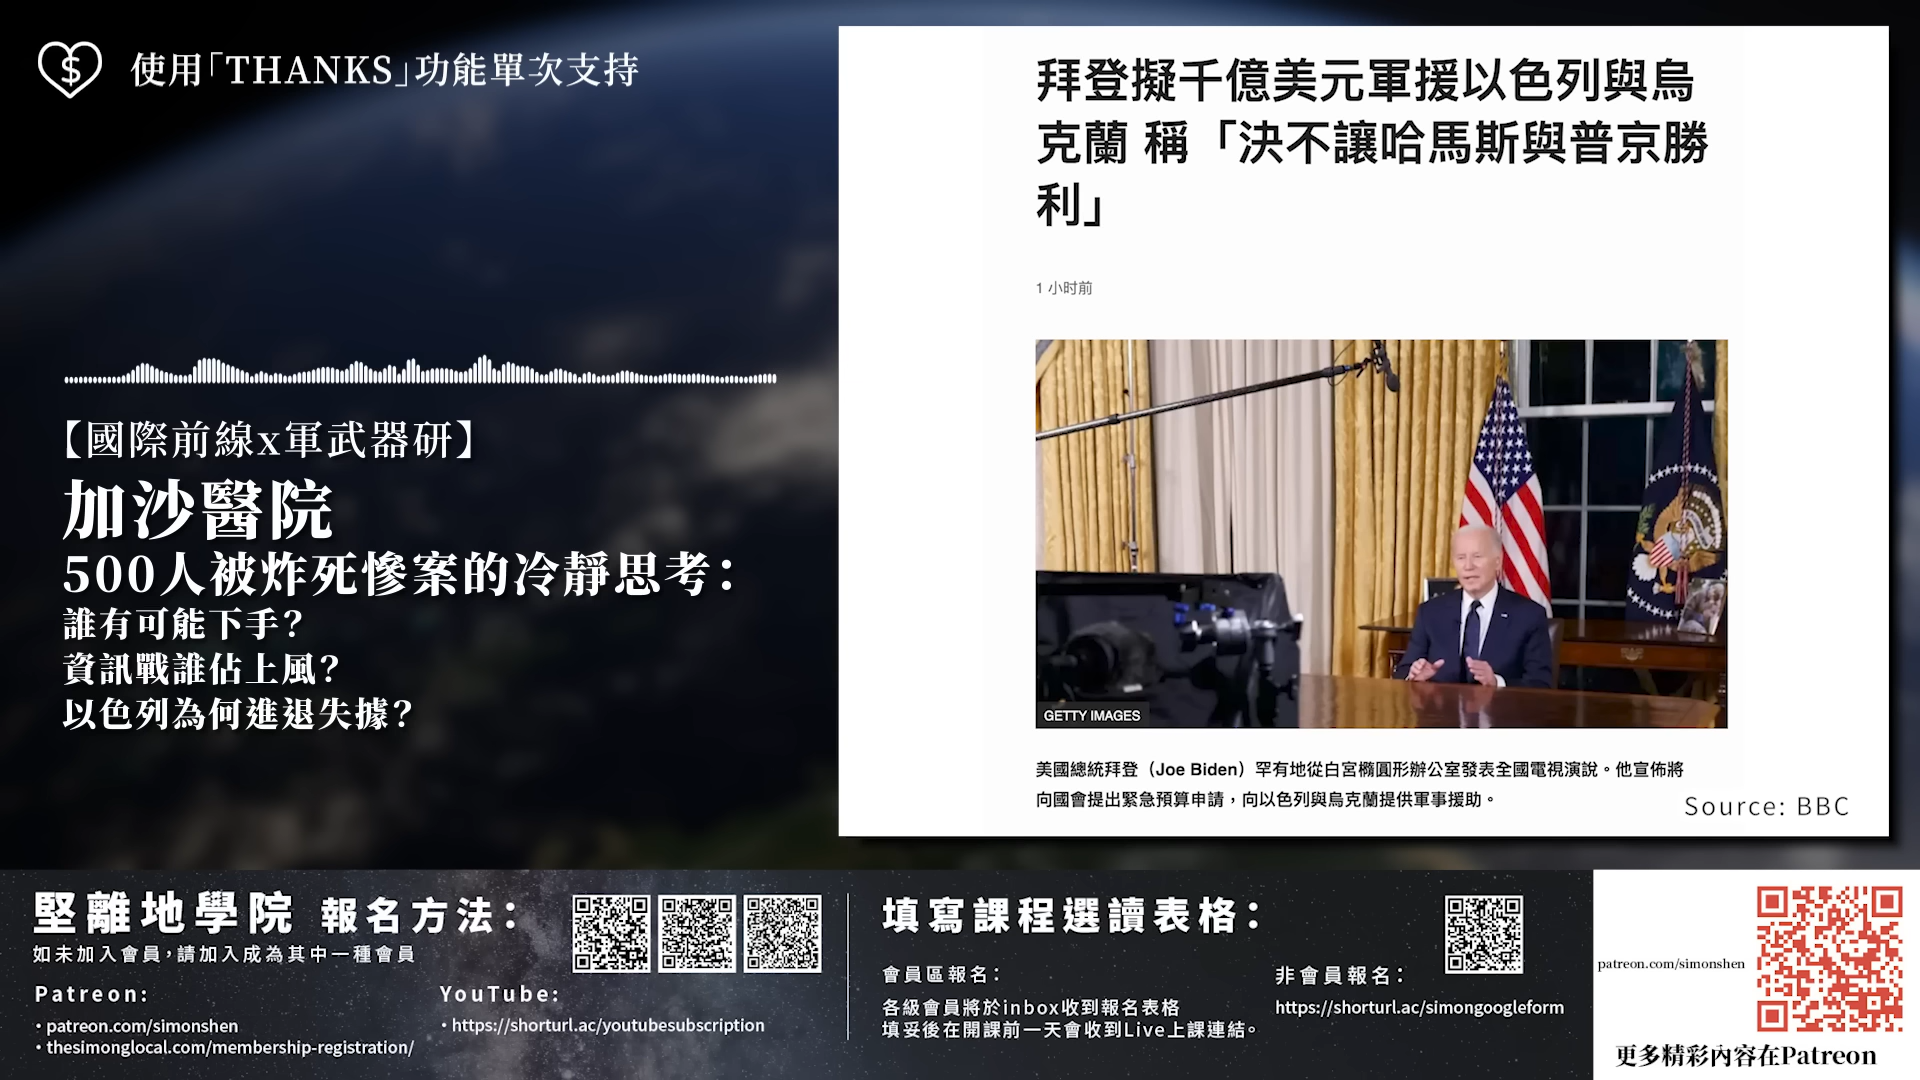 使用「THANKS」功能單次支持
【國際前線x軍武器研】
加沙醫院
500人被炸死慘案的冷靜思考：
誰有可能下手？
資訊戰誰佔上風？
以色列為何進退失據？
拜登擬千億美元軍援以色列與烏
克蘭 稱「決不讓哈馬斯與普京勝
利」
1 小时前
GETTY IMAGES
美國總統拜登（Joe Biden）罕有地從白宮橢圓形辦公室發表全國電視演說。他宣佈將
向國會提出緊急預算申請，向以色列與烏克蘭提供軍事援助。
Source: BBC
堅離地學院 報名方法：
如未加入會員，請加入成為其中一種會員
Patreon:
• patreon.com/simonshen
• thesimonglocal.com/membership-registration/
YouTube:
• https://shorturl.ac/youtubesubscription
填寫課程選讀表格：
會員區報名：
各級會員將於inbox收到報名表格
填妥後在開課前一天會收到Live上課連結。
非會員報名：
https://shorturl.ac/simongoogleform
patreon.com/simonshen
更多精彩內容在Patreon